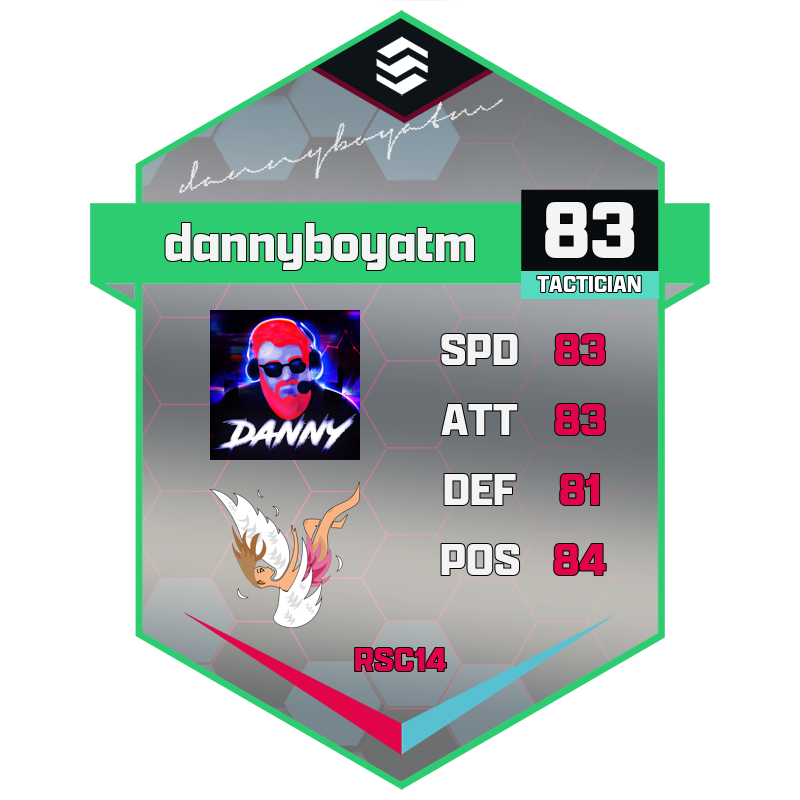 dannyboyatm
dannyboyatm
83
TACTICIAN
DANNY
SPD 83
ATT 83
DEF 81
POS 84
RSC14